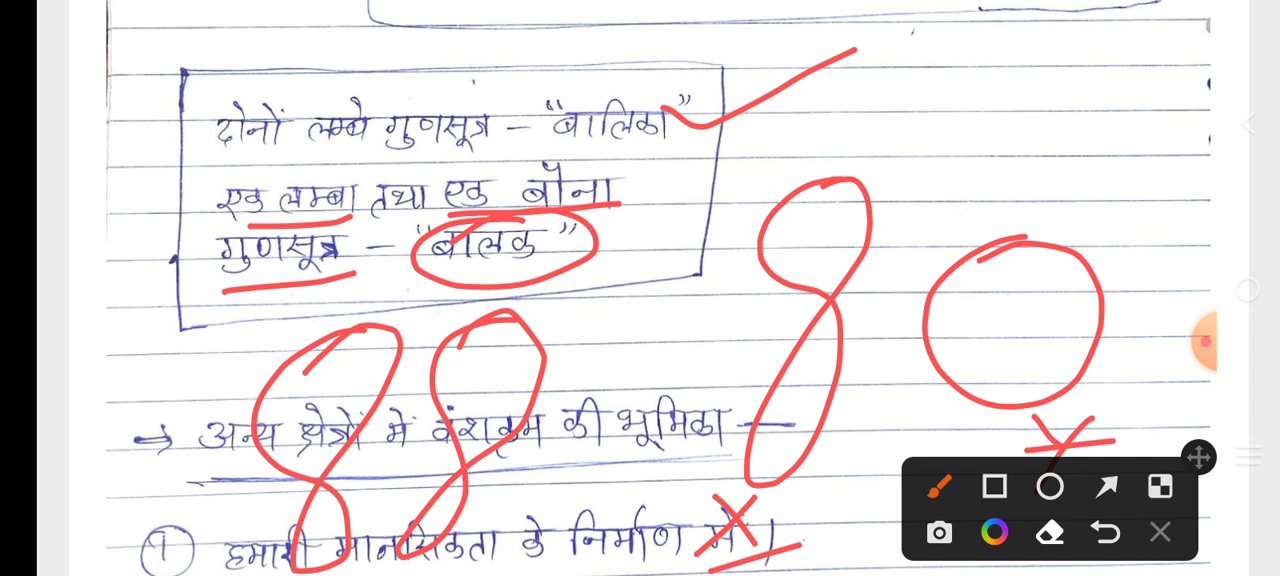 दोनों लम्बे गुणसूत्र – “बालिका”
एक लम्बा तथा एक बौना
गुणसूत्र – “बालक”
X
Y
⇒ अन्य क्षेत्रों में वंशक्रम की भूमिका —
① हमारी मानसिकता के निर्माण में।